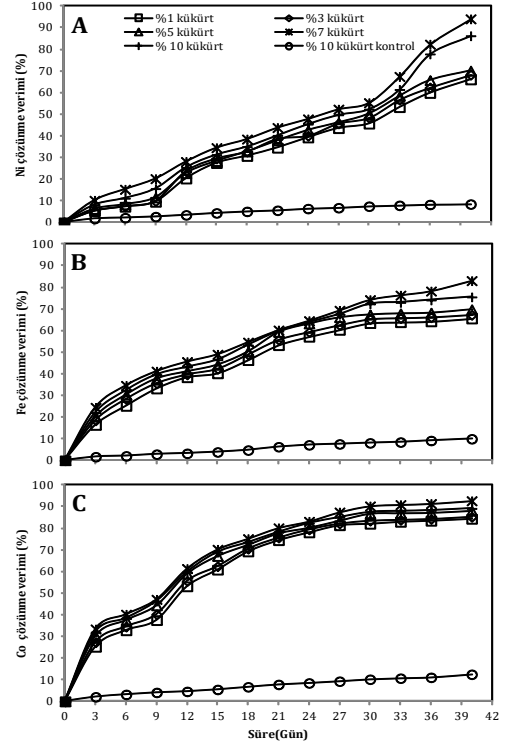 A
%1 kükürt
%3 kükürt
%5 kükürt
%7 kükürt
% 10 kükürt
% 10 kükürt kontrol
Ni çözünme verimi (%)
100
90
80
70
60
50
40
30
20
10
0
B
Fe çözünme verimi (%)
100
90
80
70
60
50
40
30
20
10
0
C
Co çözünme verimi (%)
100
90
80
70
60
50
40
30
20
10
0
0 3 6 9 12 15 18 21 24 27 30 33 36 39 42
Süre(Gün)